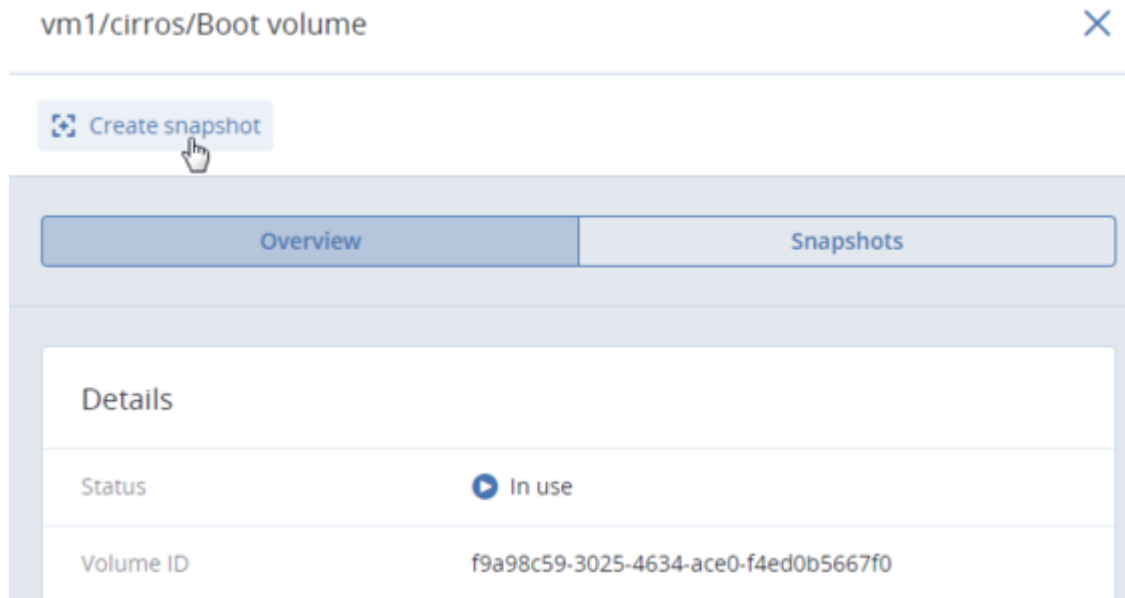 vm1/cirros/Boot volume
Create snapshot
Overview
Snapshots
Details
Status
In use
Volume ID
f9a98c59-3025-4634-ace0-f4ed0b5667f0